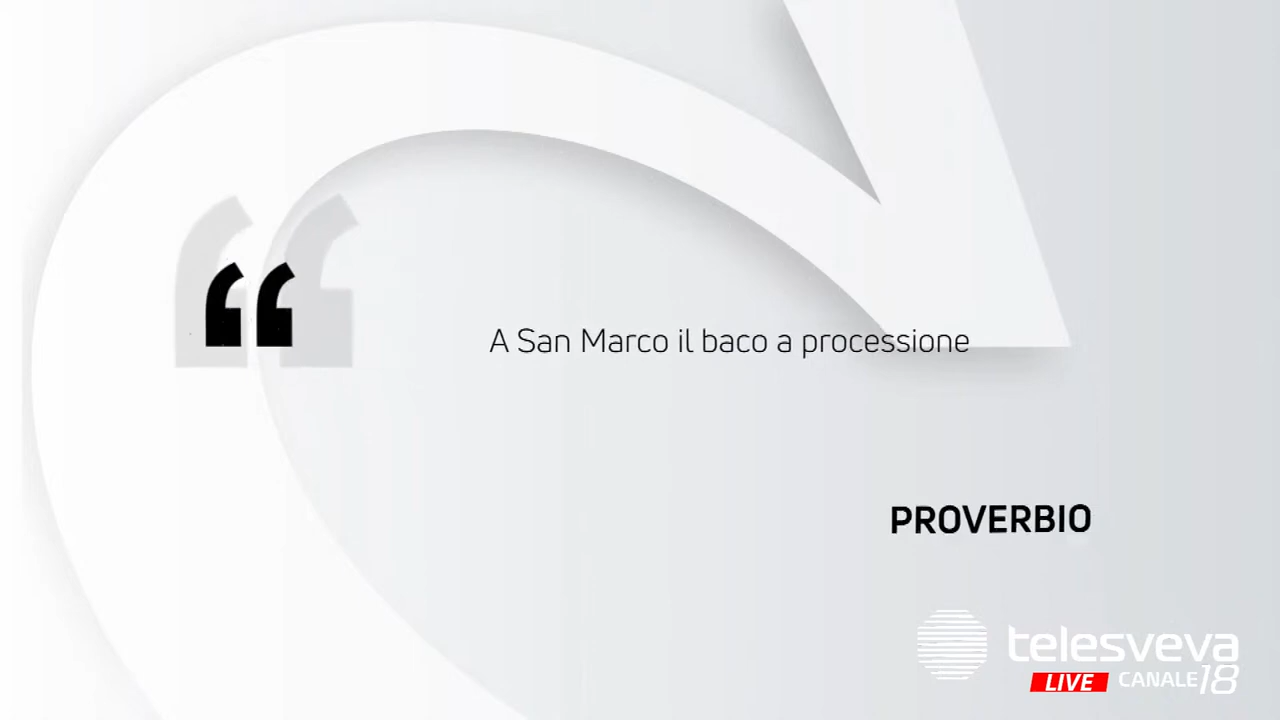 “
A San Marco il baco a processione
PROVERBIO
telesveva
LIVE CANALE 18